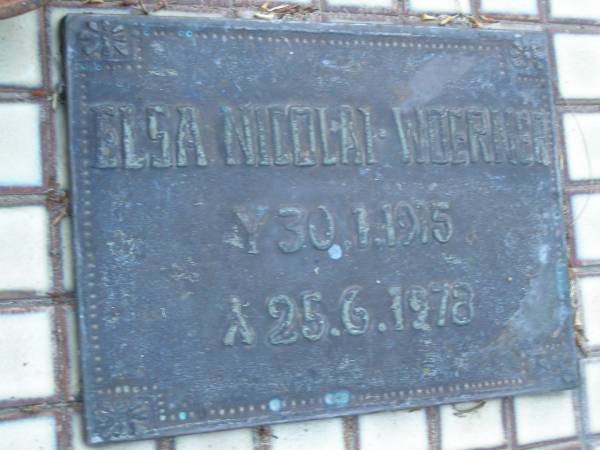 ELSA NICOLAI-WOERNER
ᛉ 30.1.1915
ᛣ 25.6.1978